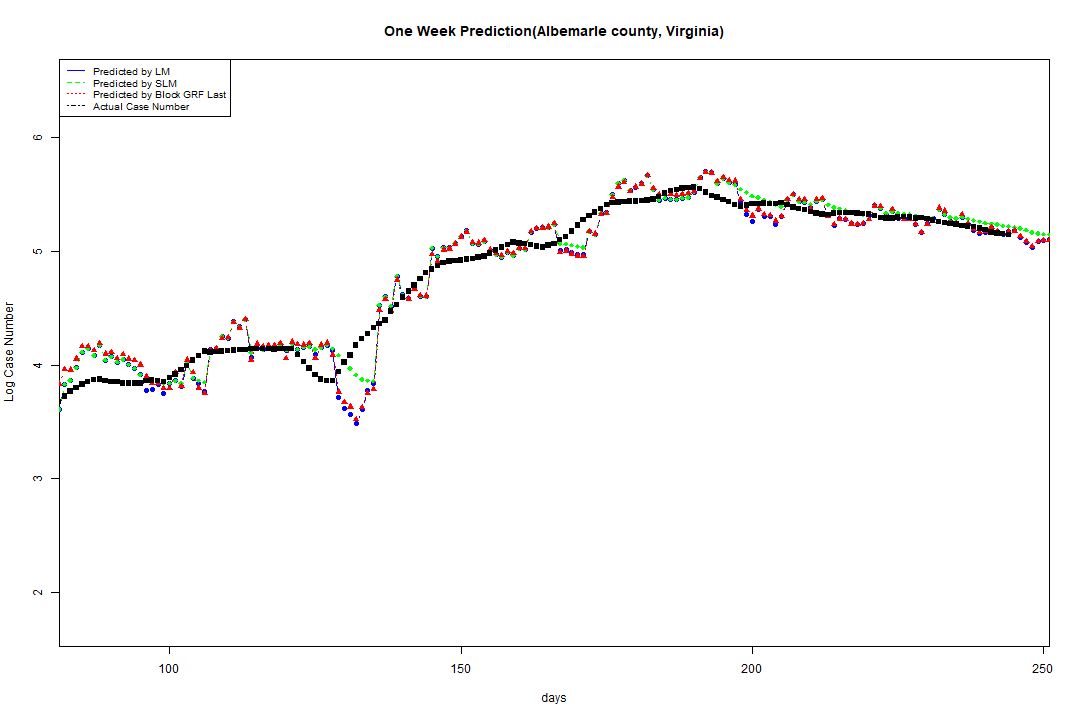 One Week Prediction(Albemarle county, Virginia)
Predicted by LM
Predicted by SLM
Predicted by Block GRF Last
Actual Case Number
6
5
4
3
2
Log Case Number
100
150
200
250
days